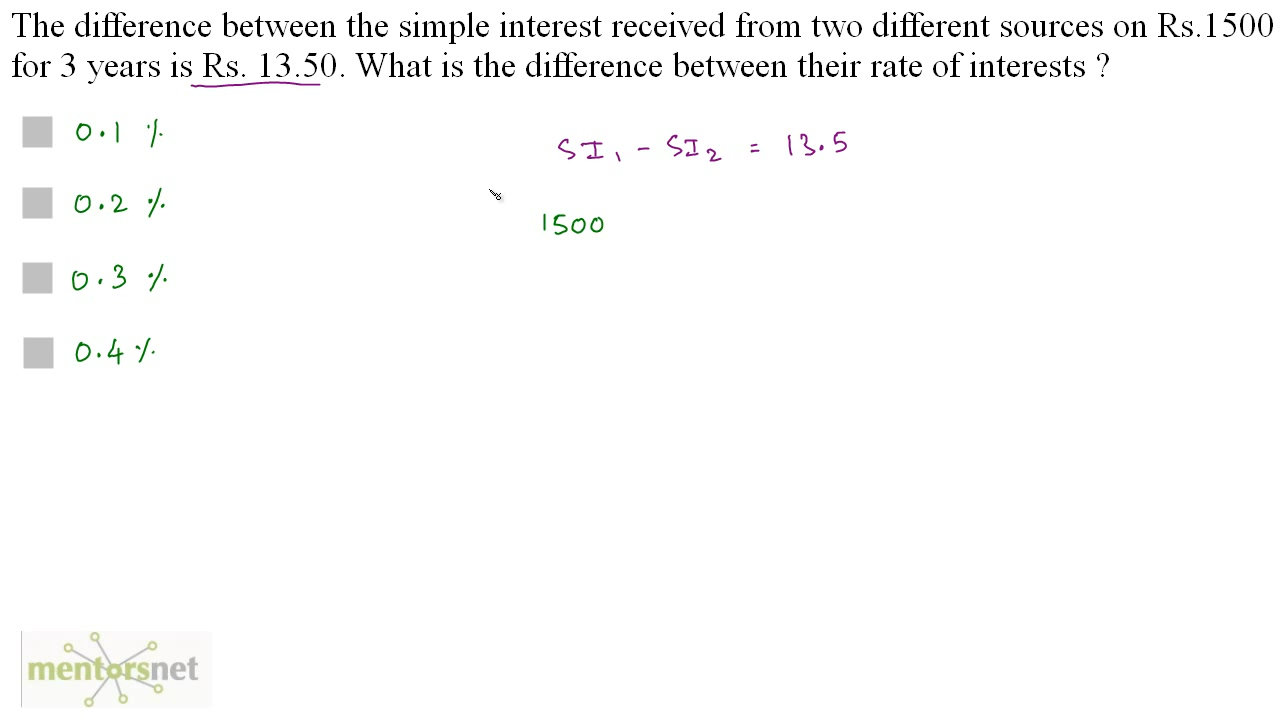 The difference between the simple interest received from two different sources on Rs.1500
for 3 years is Rs. 13.50. What is the difference between their rate of interests ?
0.1 %
SI₁ - SI₂ = 13.5
0.2 %
1500
0.3 %
0.4 %
mentorsnet